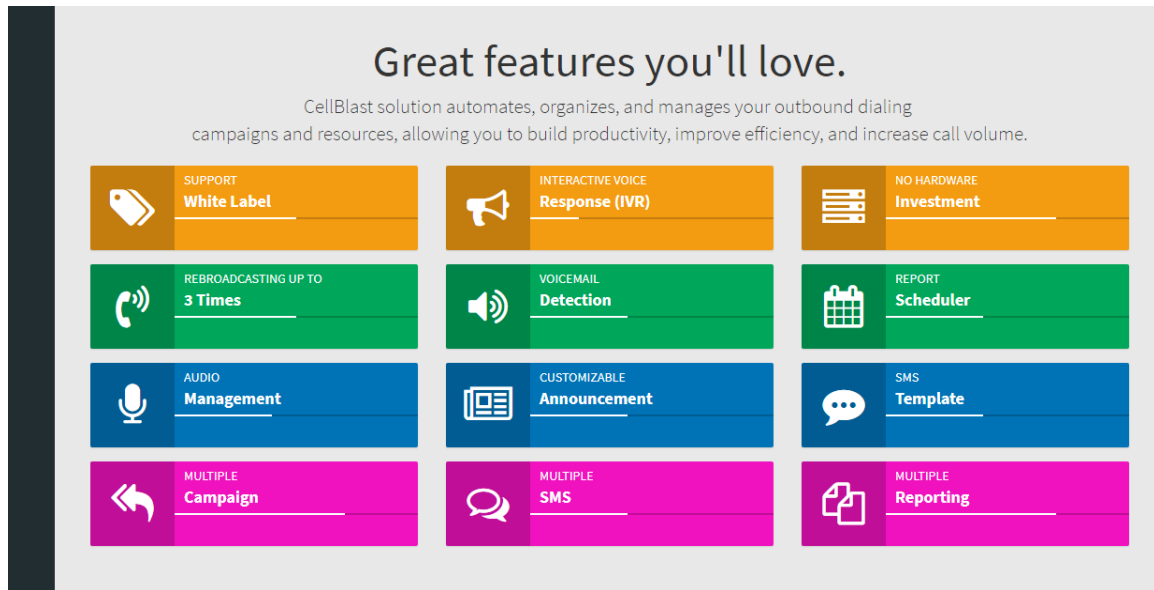 Great features you'll love.
CellBlast solution automates, organizes, and manages your outbound dialing
campaigns and resources, allowing you to build productivity, improve efficiency, and increase call volume.
SUPPORT
White Label
INTERACTIVE VOICE
Response (IVR)
NO HARDWARE
Investment
REBROADCASTING UP TO
3 Times
VOICEMAIL
Detection
REPORT
Scheduler
AUDIO
Management
CUSTOMIZABLE
Announcement
SMS
Template
MULTIPLE
Campaign
MULTIPLE
SMS
MULTIPLE
Reporting